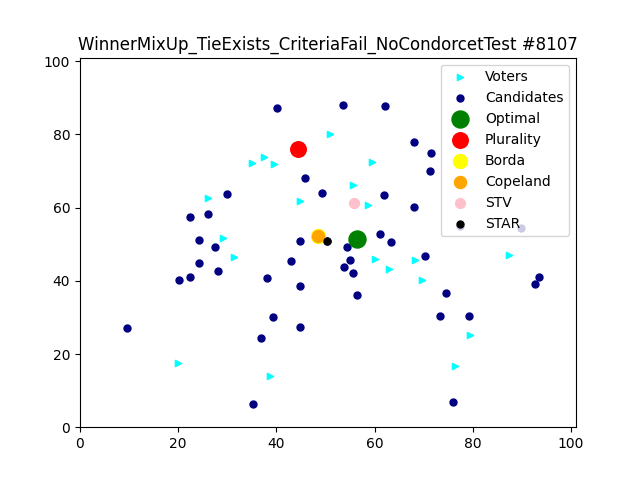 WinnerMixUp_TieExists_CriteriaFail_NoCondorcetTest #8107
100
80
60
40
20
0
0 20 40 60 80 100
Voters
Candidates
Optimal
Plurality
Borda
Copeland
STV
STAR